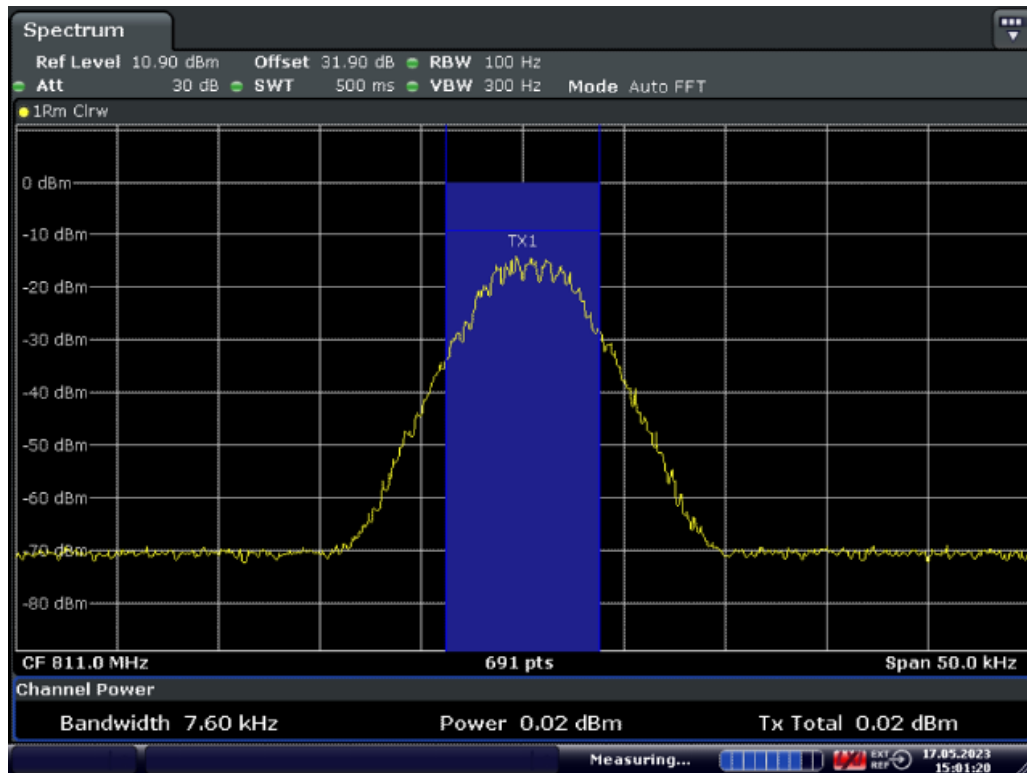 Spectrum
Ref Level 10.90 dBm Offset 31.90 dB RBW 100 Hz
Att 30 dB SWT 500 ms VBW 300 Hz Mode Auto FFT
1Rm Clrw
0 dBm
-10 dBm
TX1
-20 dBm
-30 dBm
-40 dBm
-50 dBm
-60 dBm
-70 dBm
-80 dBm
CF 811.0 MHz 691 pts Span 50.0 kHz
Channel Power
Bandwidth 7.60 kHz Power 0.02 dBm Tx Total 0.02 dBm
Measuring... EXT REF 17.05.2023
15:01:20